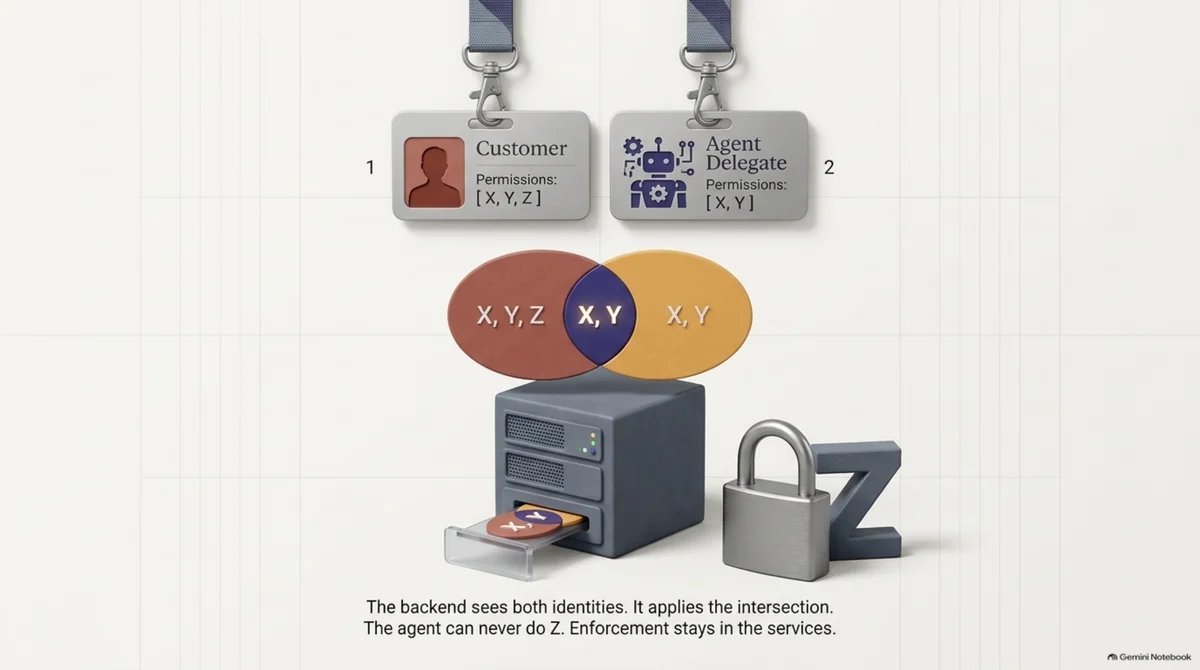 1
Customer
Permissions:
[ X, Y, Z ]
Agent
Delegate
Permissions:
[ X, Y ]
2
X, Y, Z
X, Y
X, Y
X, Y
Z
The backend sees both identities. It applies the intersection.
The agent can never do Z. Enforcement stays in the services.
Gemini Notebook